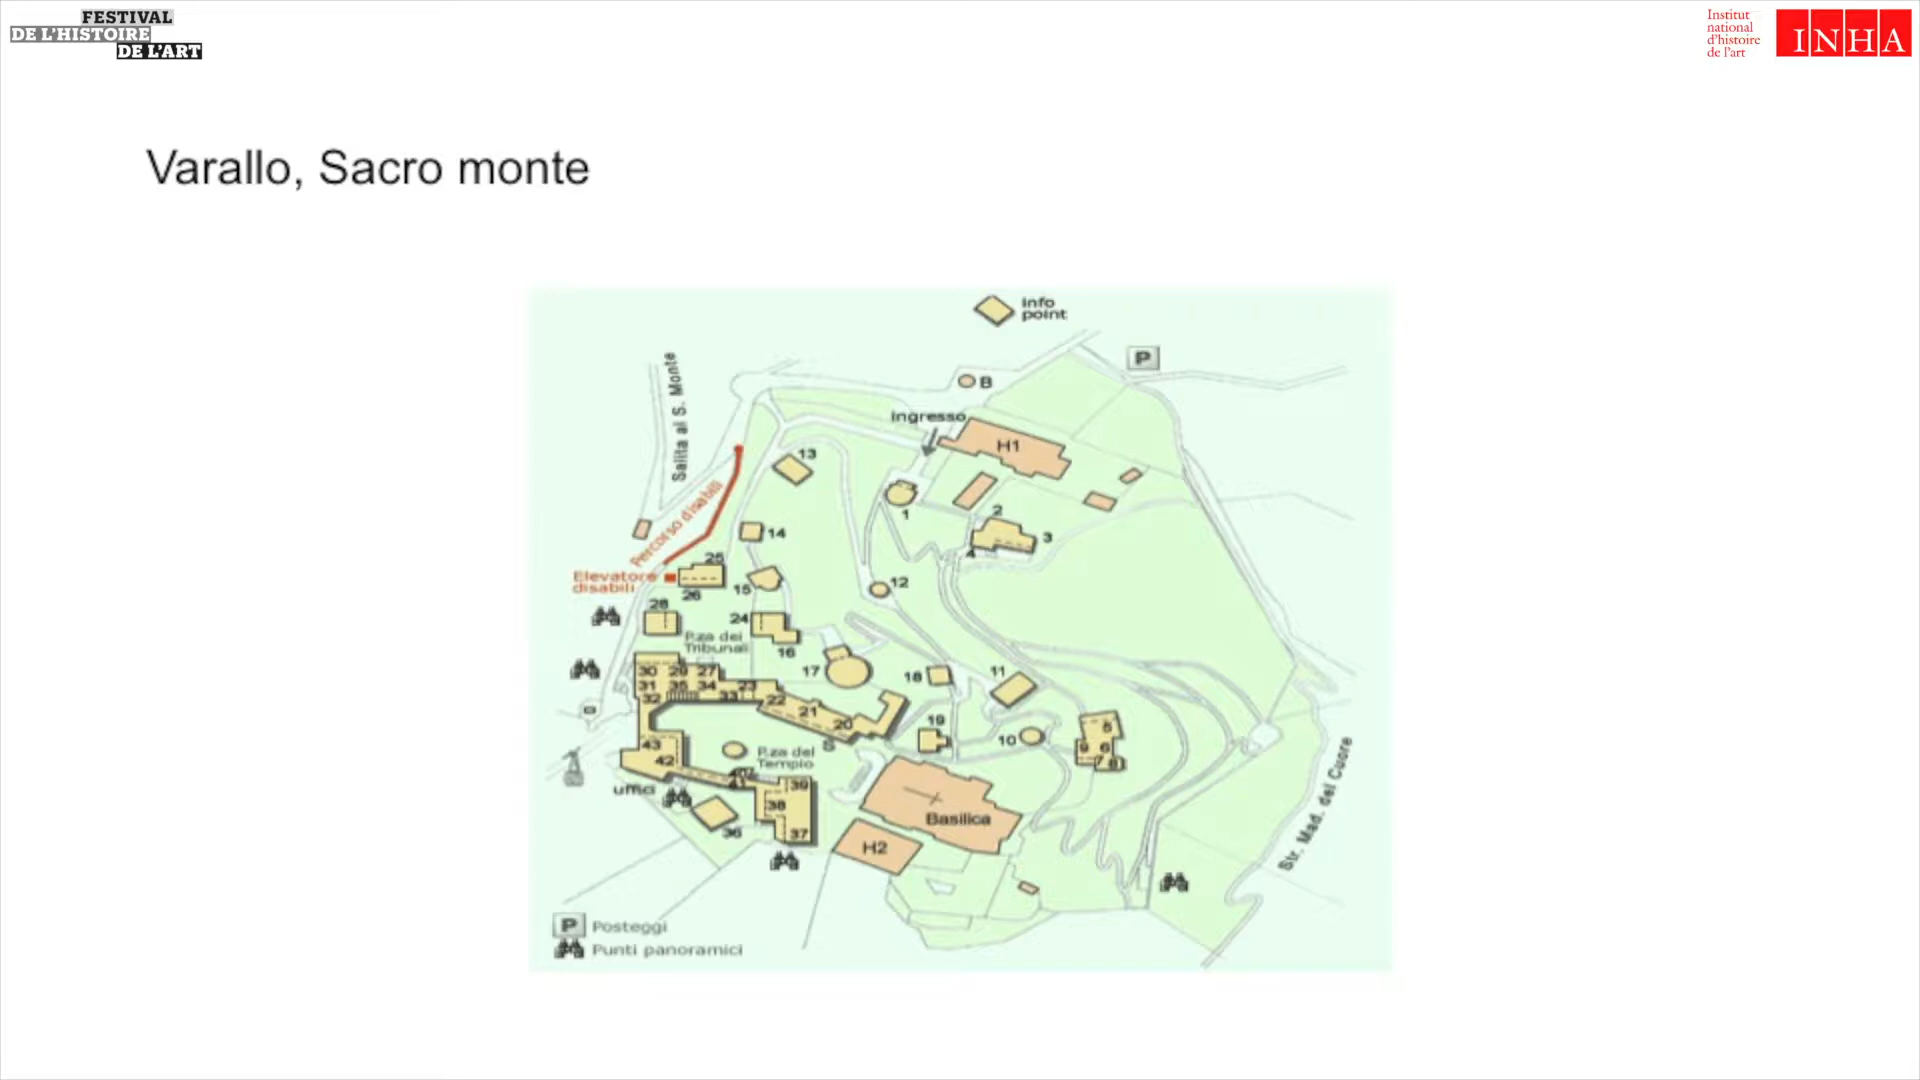 FESTIVAL
DE L'HISTOIRE
DE L'ART
Institut
national
d'histoire
de l'art
INHA
Varallo, Sacro monte
Info
point
P
Salita al S. Monte
B
Ingresso
H1
13
1
2
3
4
14
Percorso disabili
25
Elevatore
disabili
26
15
12
28
24
P.za dei
Tribunali
16
17
18
11
30 29 27
31 35 34 23
32 33 22
21
20
19
S
10
5
9 6
7 8
43
42
P.za del
Tempio
41
39
38
37
uffici
36
Basilica
H2
Str. Mad. del Cuore
P Posteggi
Punti panoramici